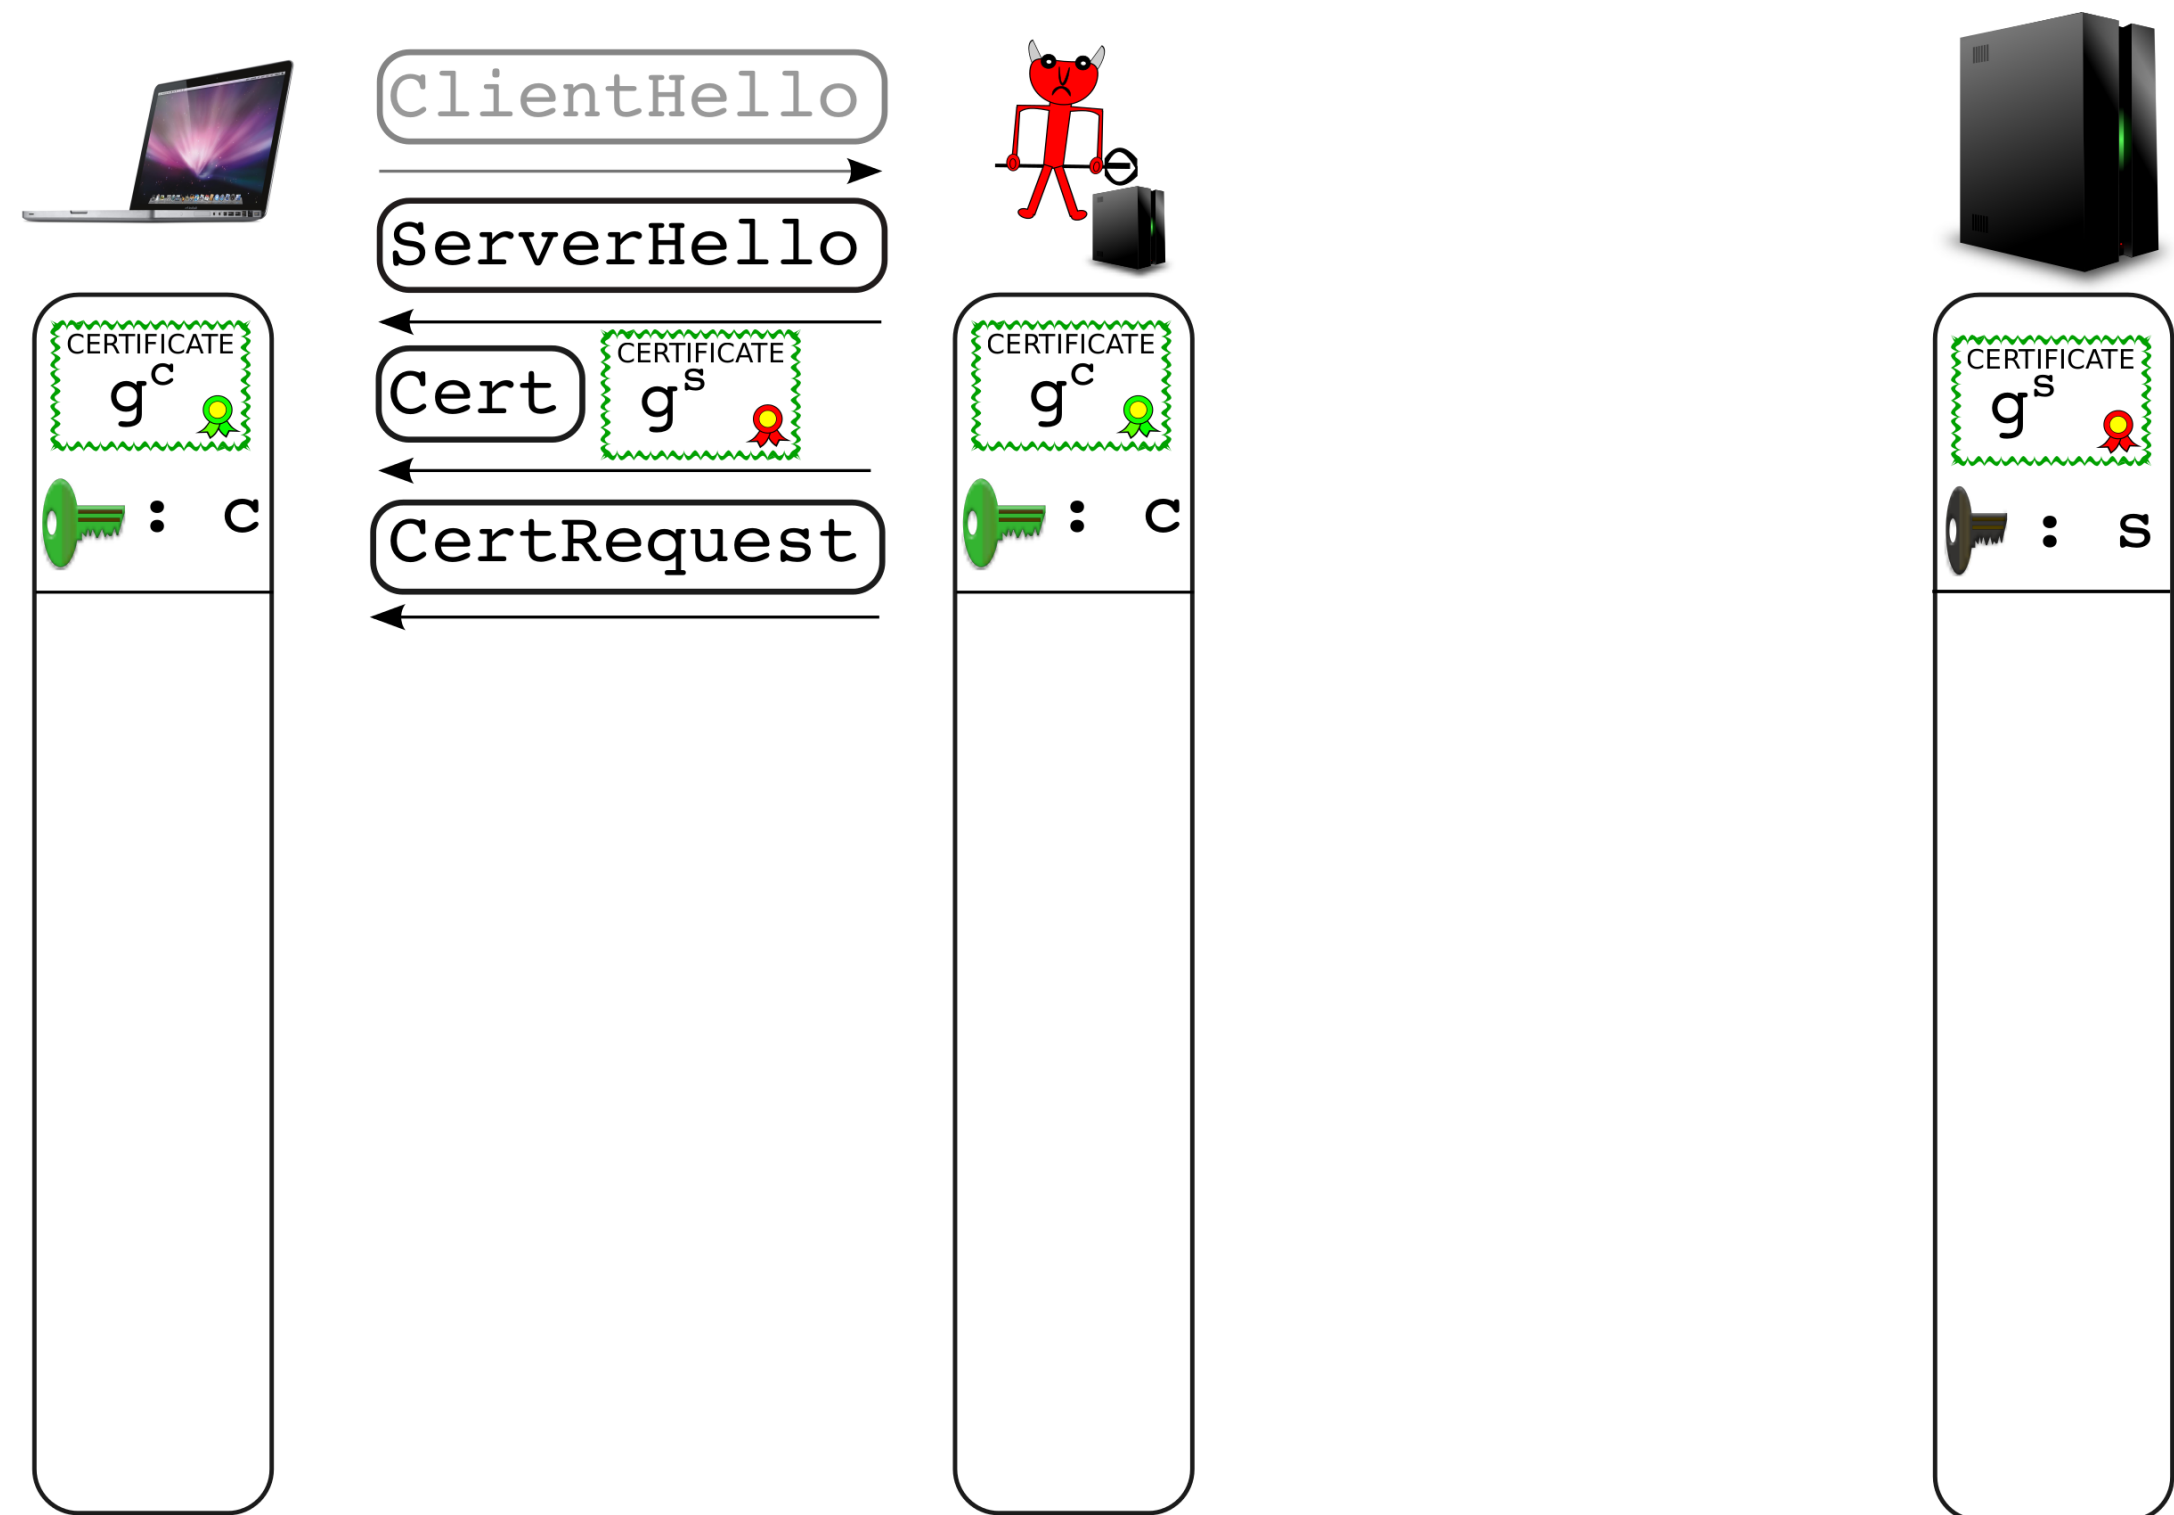 ClientHello
ServerHello
CERTIFICATE
g^c
: c
Cert
CERTIFICATE
g^s
CertRequest
CERTIFICATE
g^c
: c
CERTIFICATE
g^s
: s